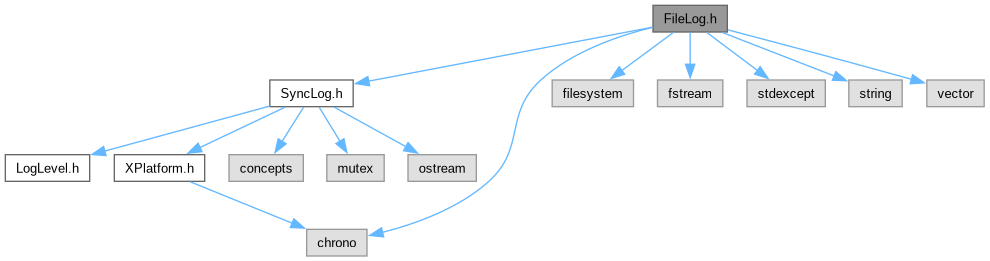 FileLog.h
SyncLog.h
filesystem
fstream
stdexcept
string
vector
LogLevel.h
XPlatform.h
concepts
mutex
ostream
chrono